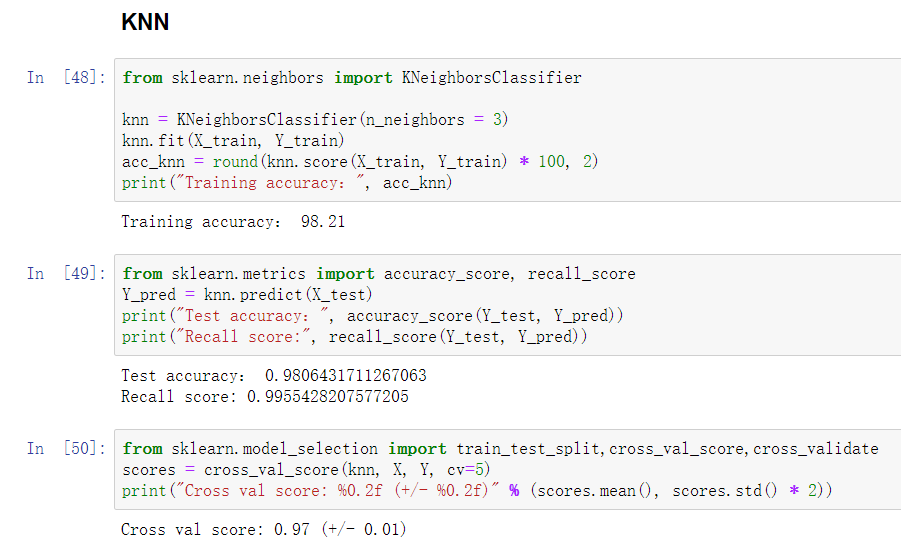 KNN
In [48]: from sklearn.neighbors import KNeighborsClassifier
knn = KNeighborsClassifier(n_neighbors = 3)
knn.fit(X_train, Y_train)
acc_knn = round(knn.score(X_train, Y_train) * 100, 2)
print("Training accuracy: ", acc_knn)
Training accuracy:  98.21
In [49]: from sklearn.metrics import accuracy_score, recall_score
Y_pred = knn.predict(X_test)
print("Test accuracy: ", accuracy_score(Y_test, Y_pred))
print("Recall score:", recall_score(Y_test, Y_pred))
Test accuracy:  0.9806431711267063
Recall score: 0.9955428207577205
In [50]: from sklearn.model_selection import train_test_split,cross_val_score,cross_validate
scores = cross_val_score(knn, X, Y, cv=5)
print("Cross val score: %0.2f (+/- %0.2f)" % (scores.mean(), scores.std() * 2))
Cross val score: 0.97 (+/- 0.01)